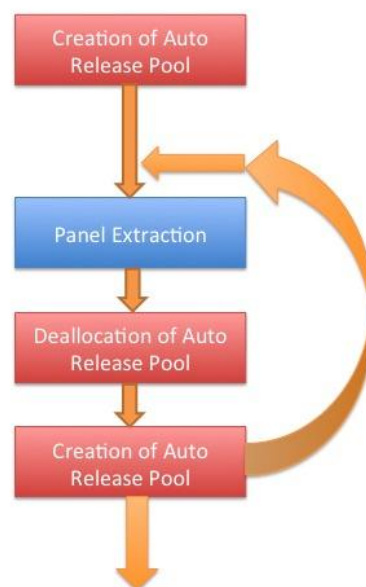 Creation of Auto
Release Pool
Panel Extraction
Deallocation of Auto
Release Pool
Creation of Auto
Release Pool